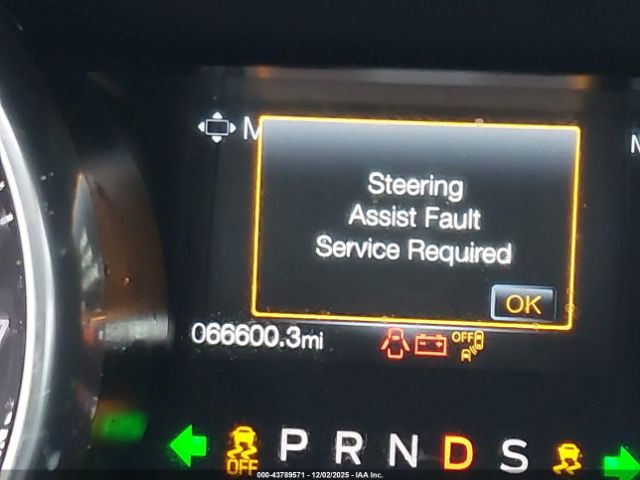 M
Steering
Assist Fault
Service Required
OK
066600.3mi
OFF
OFF
P R N D S
000-43789571 - 12/02/2025 - IAA Inc.